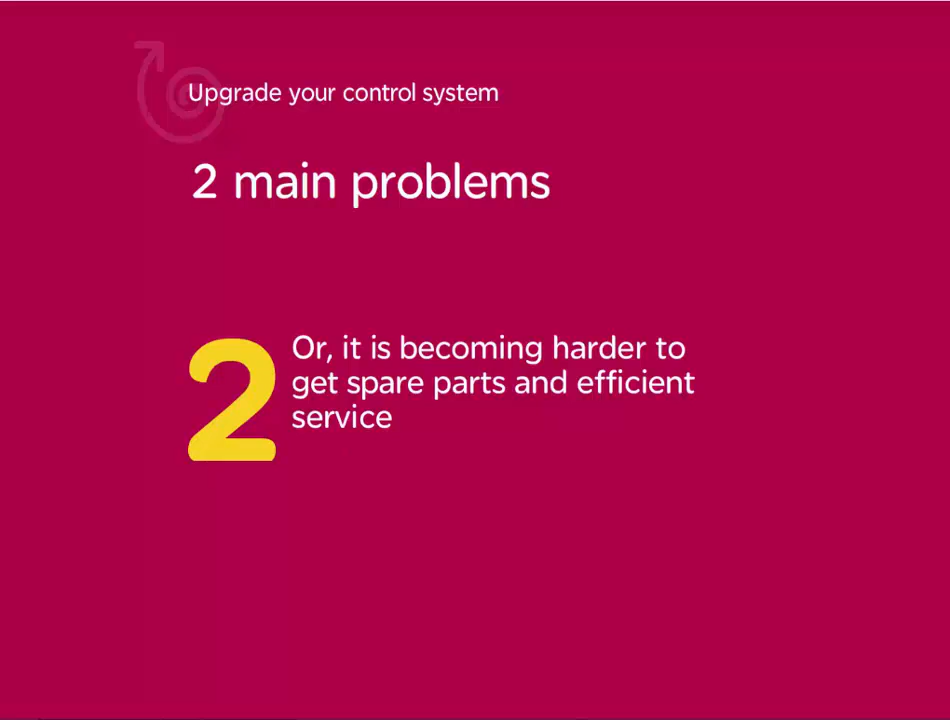 Upgrade your control system
2 main problems
2
Or, it is becoming harder to
get spare parts and efficient
service